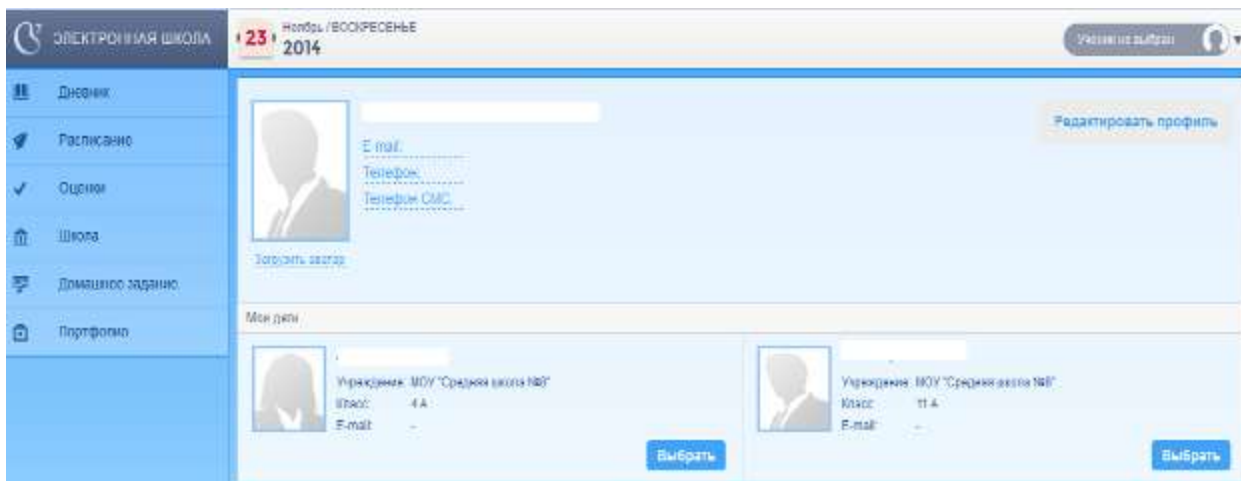 ЭЛЕКТРОННАЯ ШКОЛА
23
Ноябрь / ВОСКРЕСЕНЬЕ
2014
Ученик не выбран
Дневник
Расписание
Оценки
Школа
Домашнее задание
Портфолио
Редактировать профиль
E-mail:
Телефон:
Телефон СМС:
Загрузить аватар
Мои дети
Учреждение: МОУ "Средняя школа №8"
Класс: 4 А
E-mail: -
Выбрать
Учреждение: МОУ "Средняя школа №8"
Класс: 11 А
E-mail: -
Выбрать